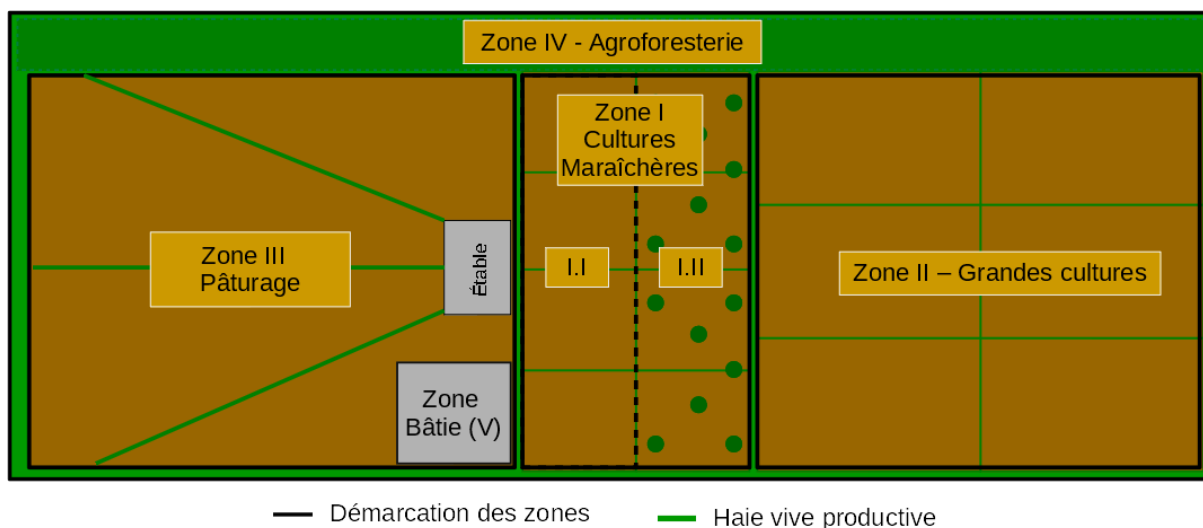 Zone IV - Agroforesterie
Zone I
Cultures
Maraîchères
Zone III
Pâturage
Étable
I.I
I.II
Zone II – Grandes cultures
Zone
Bâtie (V)
Démarcation des zones
Haie vive productive